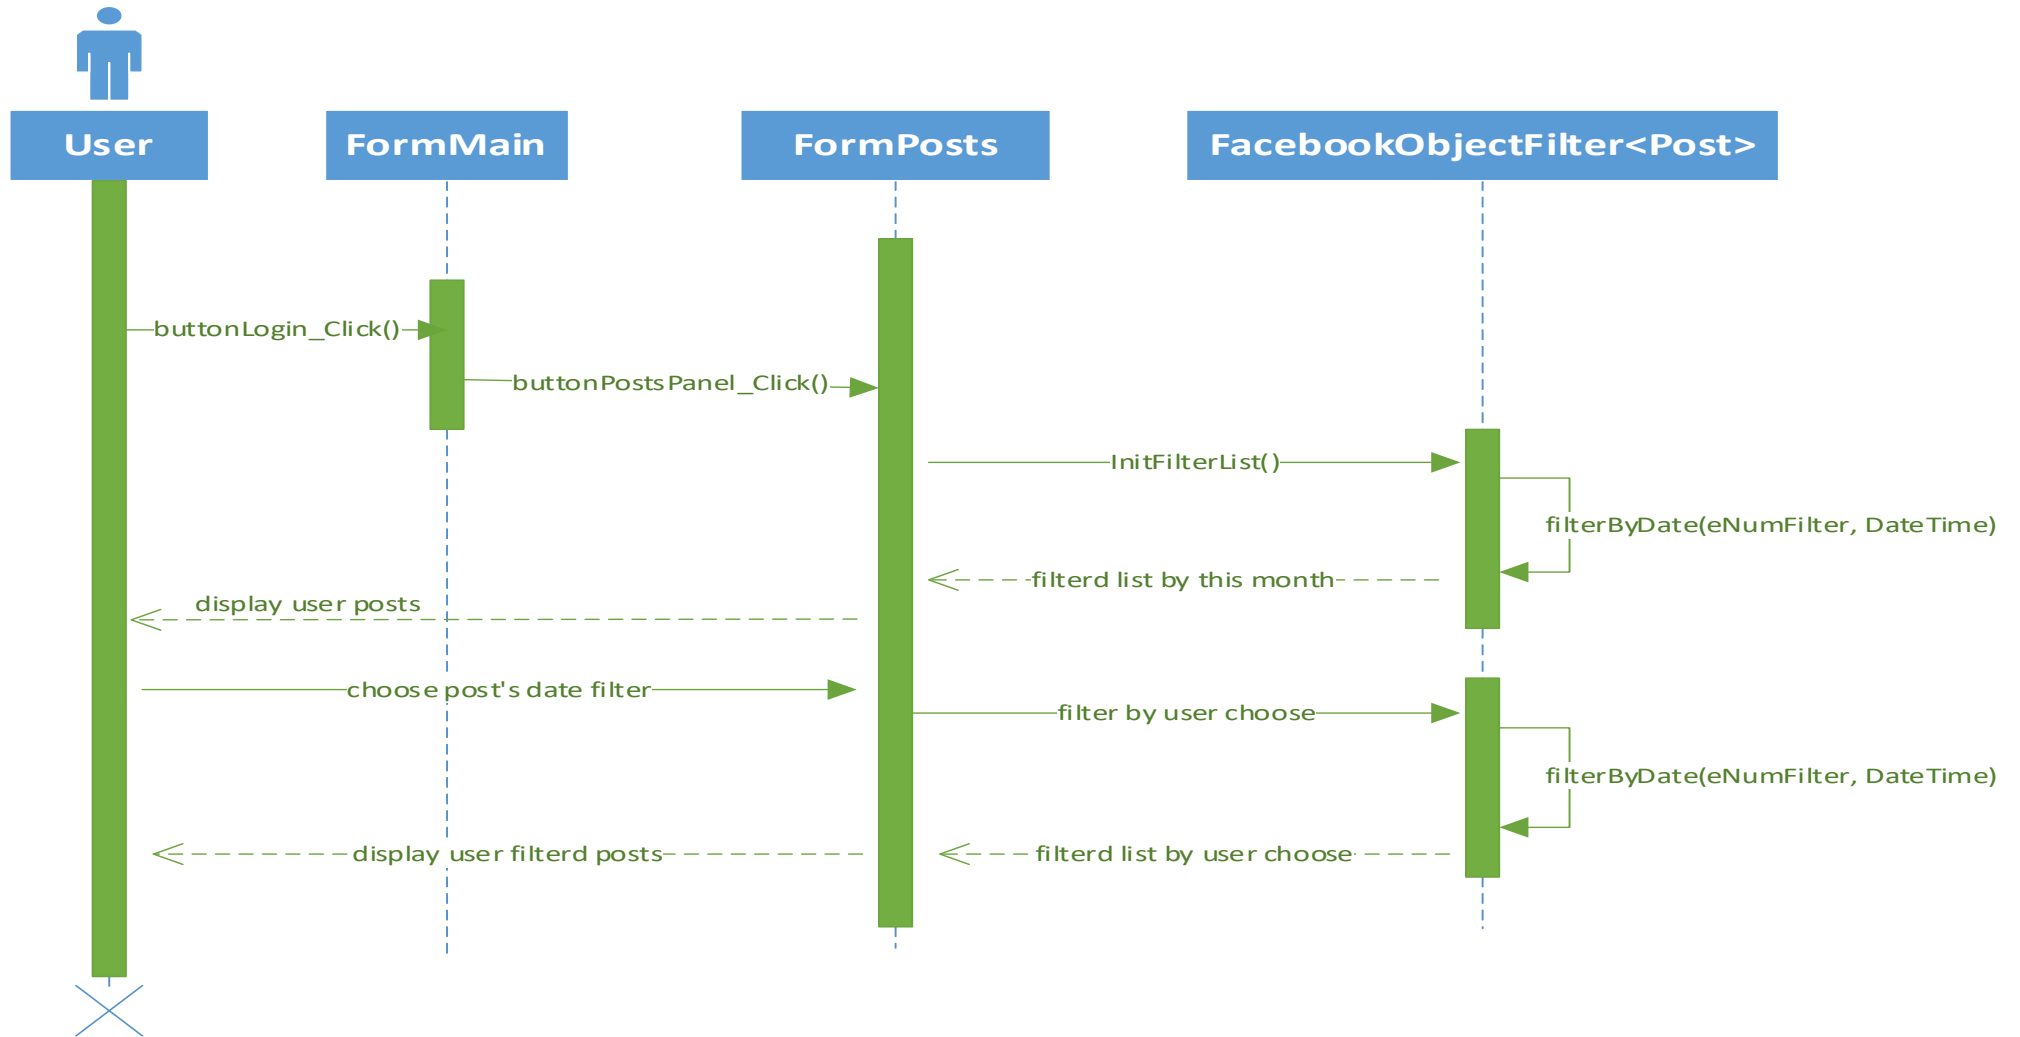 User
FormMain
FormPosts
FacebookObjectFilter<Post>
buttonLogin_Click()
buttonPostsPanel_Click()
InitFilterList()
filterByDate(eNumFilter, DateTime)
filterd list by this month
display user posts
choose post's date filter
filter by user choose
filterByDate(eNumFilter, DateTime)
display user filterd posts
filterd list by user choose